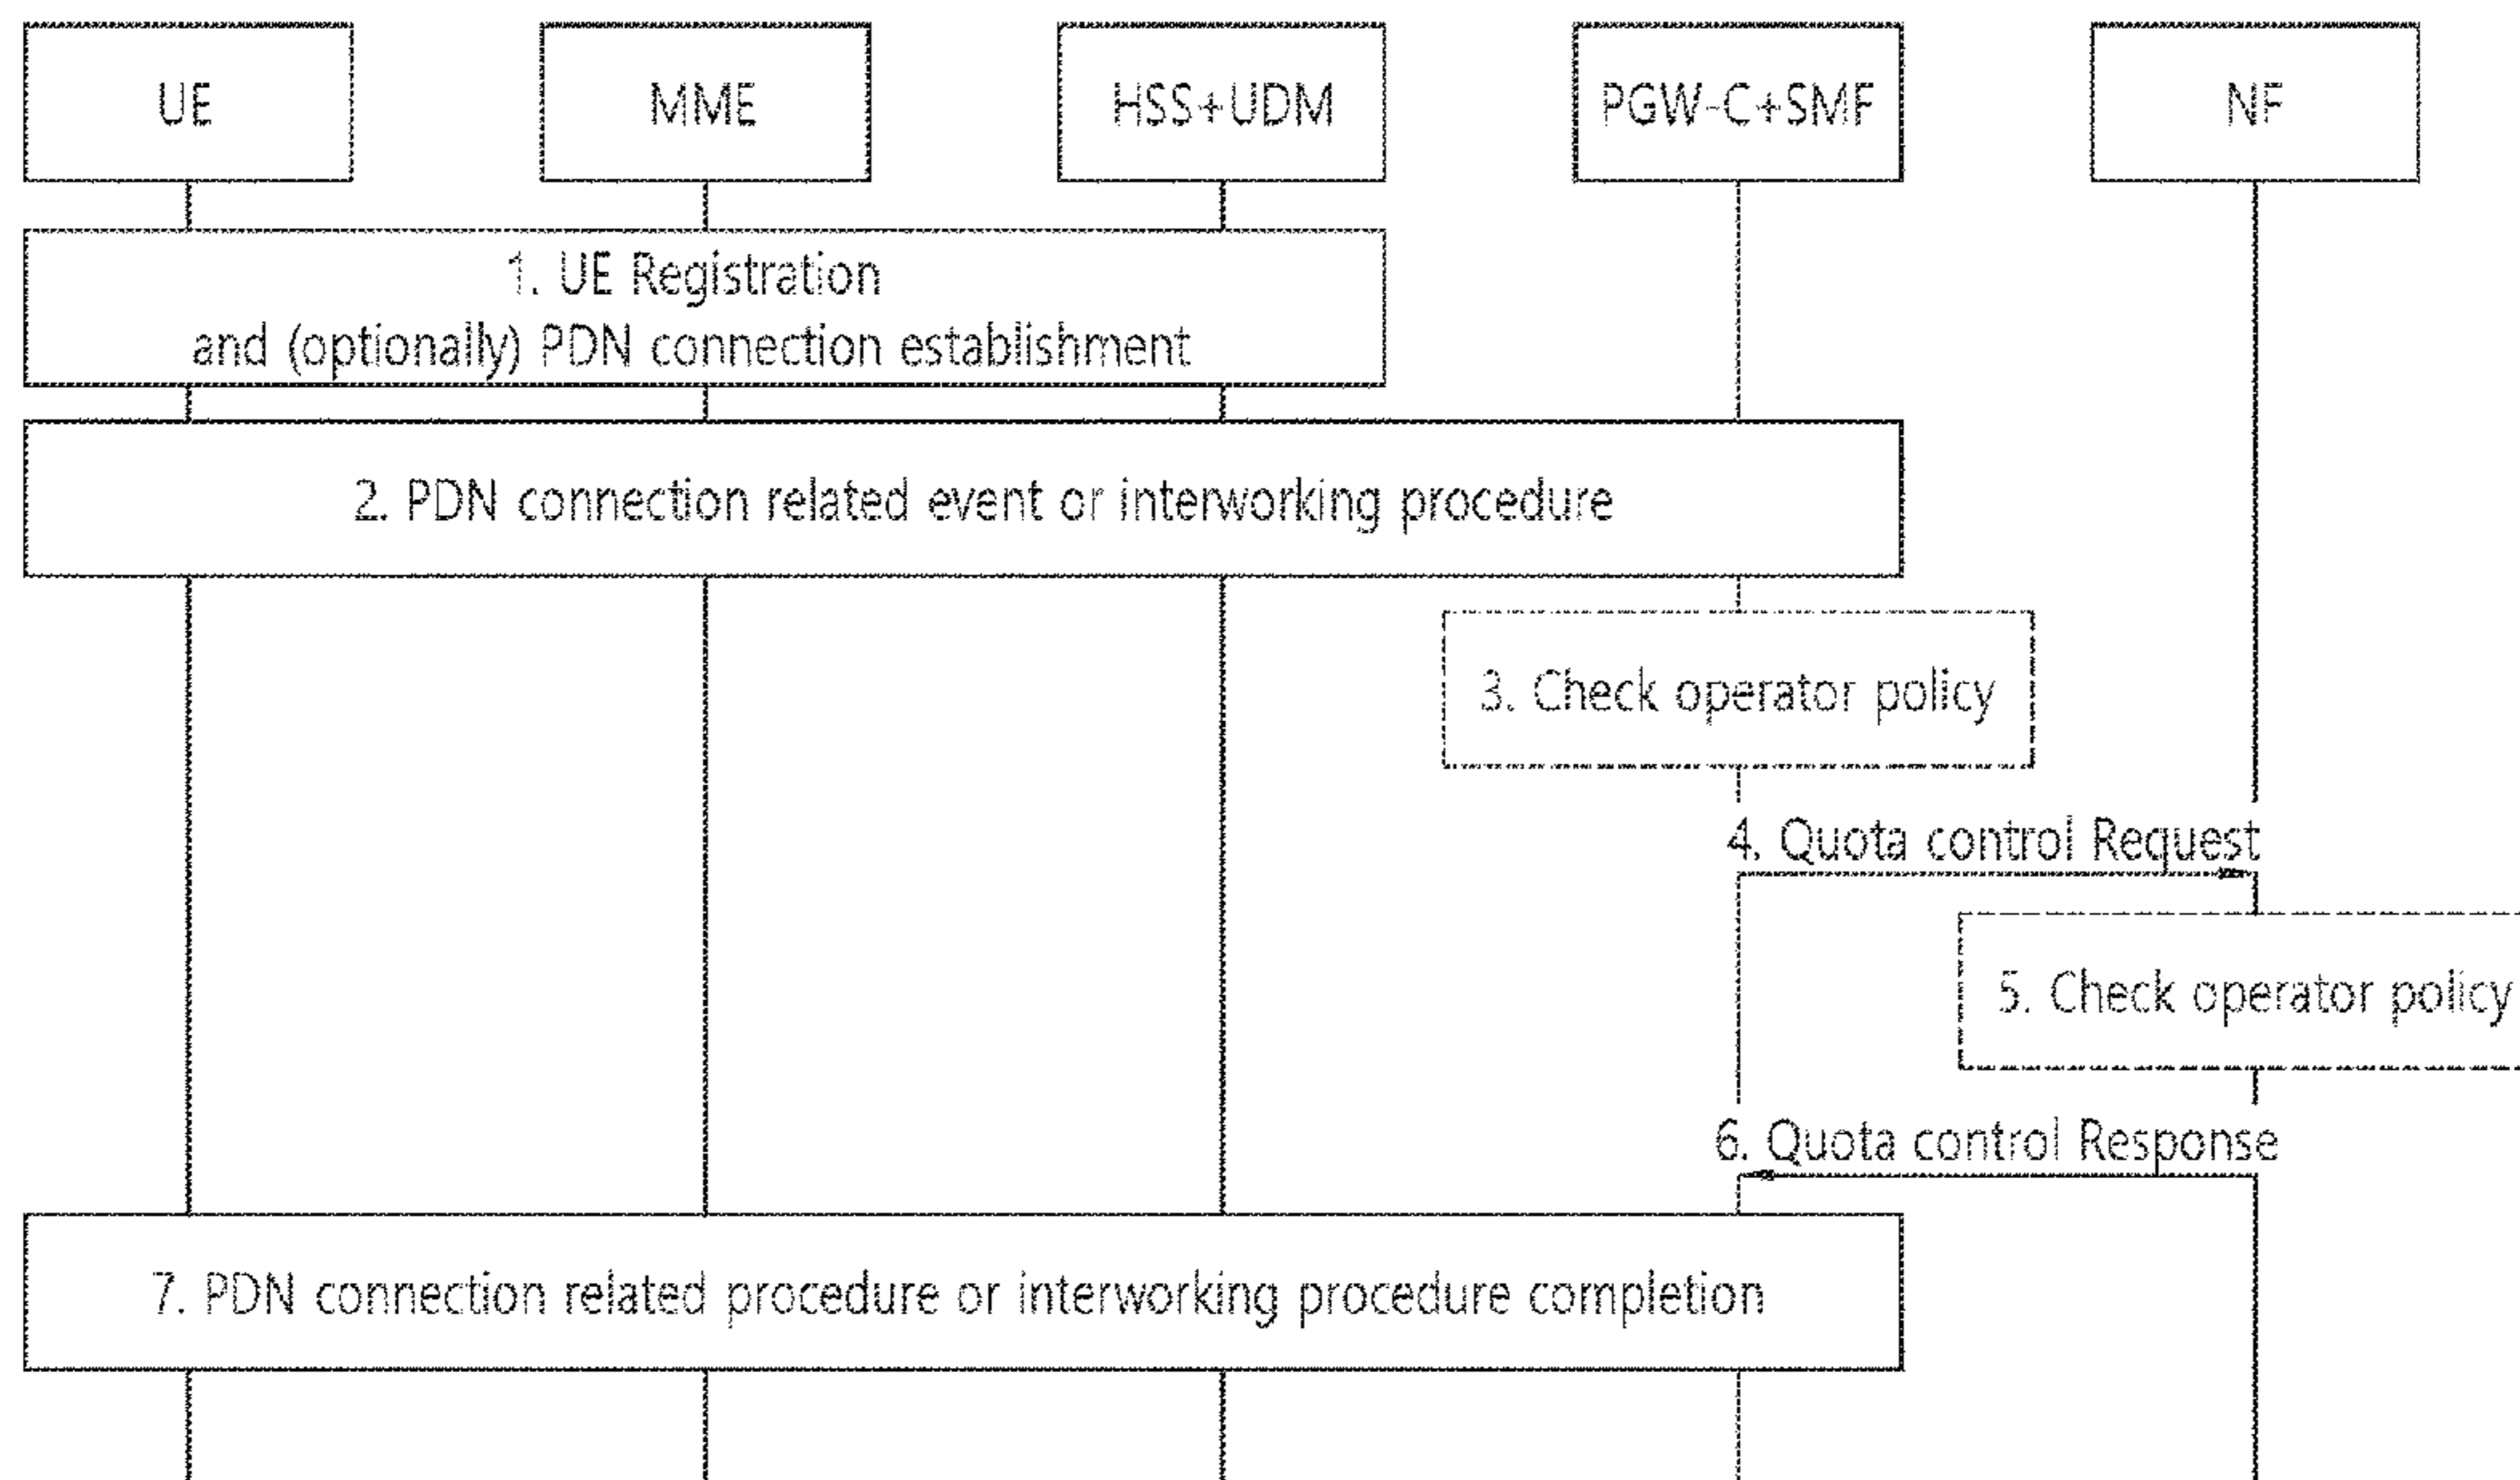 UE
MME
HSS+UDM
PGW-C+SMF
NF
1. UE Registration
and (optionally) PDN connection establishment
2. PDN connection related event or interworking procedure
3. Check operator policy
4. Quota control Request
5. Check operator policy
6. Quota control Response
7. PDN connection related procedure or interworking procedure completion